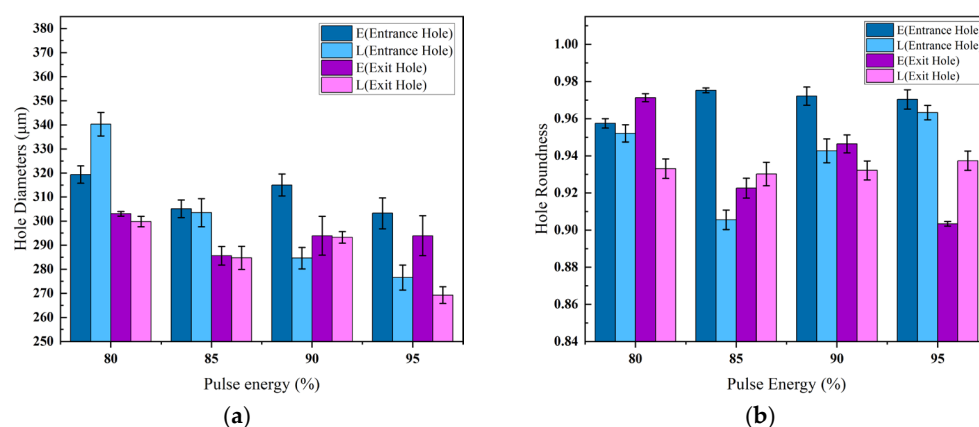 380
370
360
350
340
330
320
310
300
290
280
270
260
250
Hole Diameters (μm)
E(Entrance Hole)
L(Entrance Hole)
E(Exit Hole)
L(Exit Hole)
80
85
90
95
Pulse energy (%)
(a)
1.00
0.98
0.96
0.94
0.92
0.90
0.88
0.86
0.84
Hole Roundness
E(Entrance Hole)
L(Entrance Hole)
E(Exit Hole)
L(Exit Hole)
80
85
90
95
Pulse Energy (%)
(b)